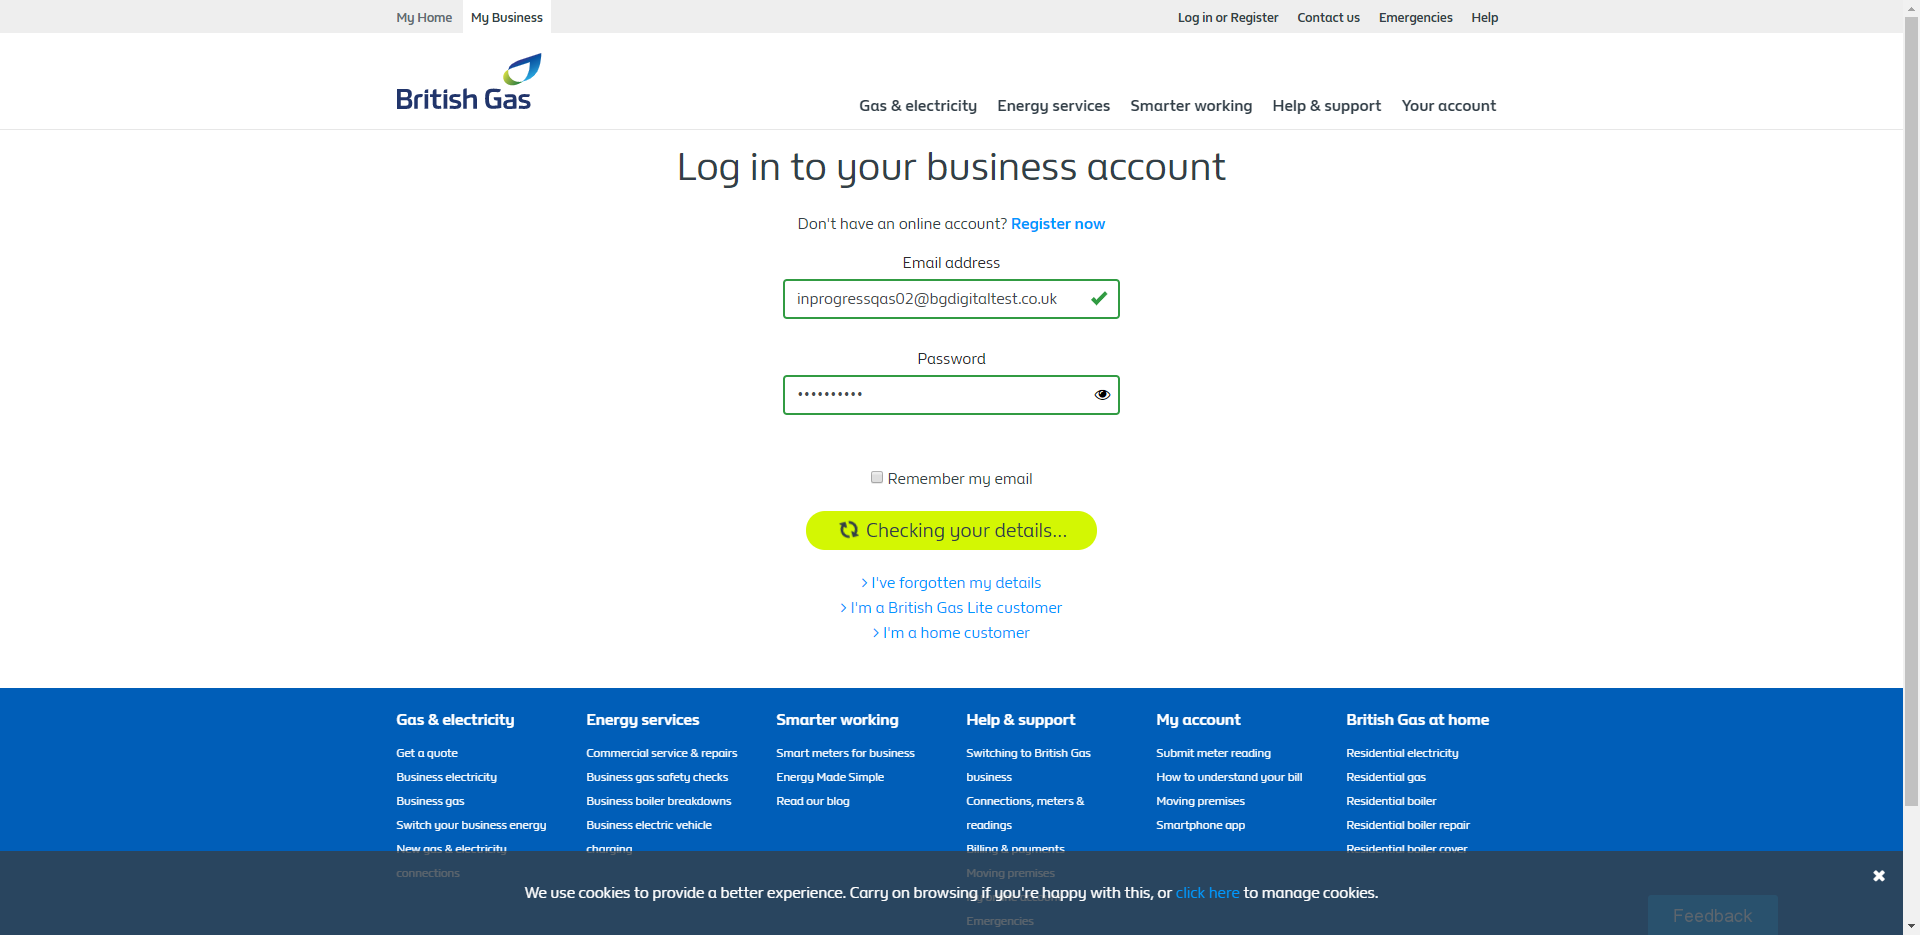 My Home My Business Log in or Register Contact us Emergencies Help
British Gas
Gas & electricity Energy services Smarter working Help & support Your account
Log in to your business account
Don't have an online account? Register now
Email address
inprogressqas02@bgdigitaltest.co.uk
Password
••••••••••
Remember my email
Checking your details...
> I've forgotten my details
> I'm a British Gas Lite customer
> I'm a home customer
Gas & electricity
Get a quote
Business electricity
Business gas
Switch your business energy
New gas & electricity
connections
Energy services
Commercial service & repairs
Business gas safety checks
Business boiler breakdowns
Business electric vehicle
charging
Smarter working
Smart meters for business
Energy Made Simple
Read our blog
Help & support
Switching to British Gas
business
Connections, meters &
readings
Billing & payments
Moving premises
Emergencies
My account
Submit meter reading
How to understand your bill
Moving premises
Smartphone app
British Gas at home
Residential electricity
Residential gas
Residential boiler
Residential boiler repair
Residential boiler cover
We use cookies to provide a better experience. Carry on browsing if you're happy with this, or click here to manage cookies.
Feedback